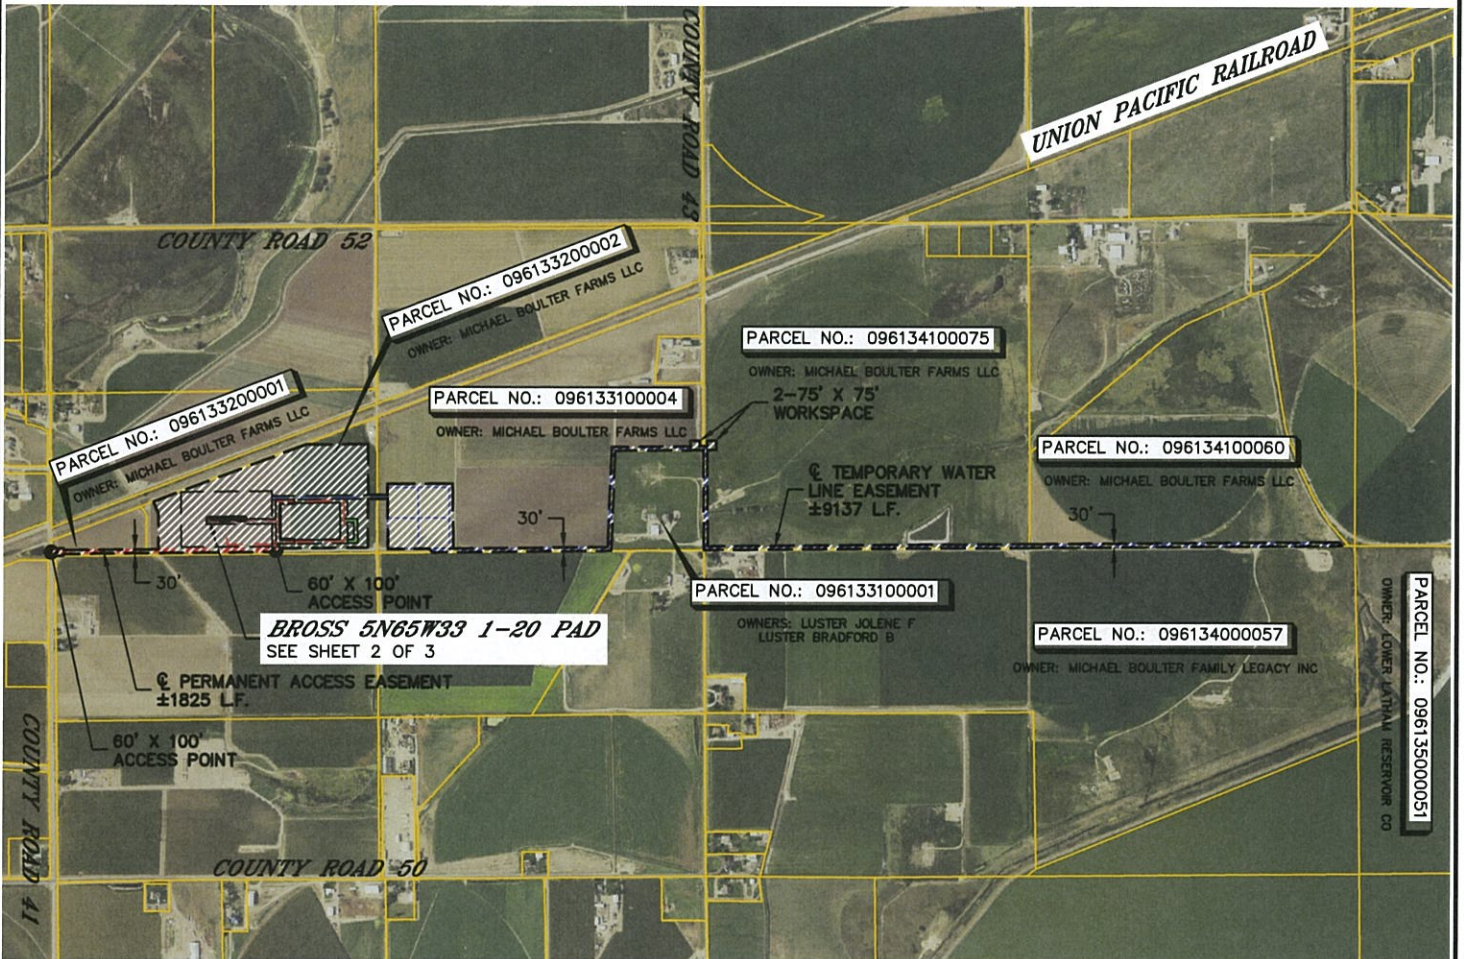 COUNTY ROAD 43
UNION PACIFIC RAILROAD
COUNTY ROAD 52
PARCEL NO.: 096133200002
OWNER: MICHAEL BOULTER FARMS LLC
PARCEL NO.: 096134100075
OWNER: MICHAEL BOULTER FARMS LLC
2-75' X 75'
WORKSPACE
PARCEL NO.: 096133200001
OWNER: MICHAEL BOULTER FARMS LLC
PARCEL NO.: 096133100004
OWNER: MICHAEL BOULTER FARMS LLC
PARCEL NO.: 096134100060
OWNER: MICHAEL BOULTER FARMS LLC
℄ TEMPORARY WATER
LINE EASEMENT
±9137 L.F.
30'
30'
30'
60' X 100'
ACCESS POINT
PARCEL NO.: 096133100001
OWNERS: LUSTER JOLENE F
LUSTER BRADFORD B
BROSS 5N65W33 1-20 PAD
SEE SHEET 2 OF 3
PARCEL NO.: 096134000057
OWNER: MICHAEL BOULTER FAMILY LEGACY INC
PARCEL NO.: 096135000051
OWNER: LOWER LATHAM RESERVOIR CO
℄ PERMANENT ACCESS EASEMENT
±1825 L.F.
60' X 100'
ACCESS POINT
COUNTY ROAD 41
COUNTY ROAD 50